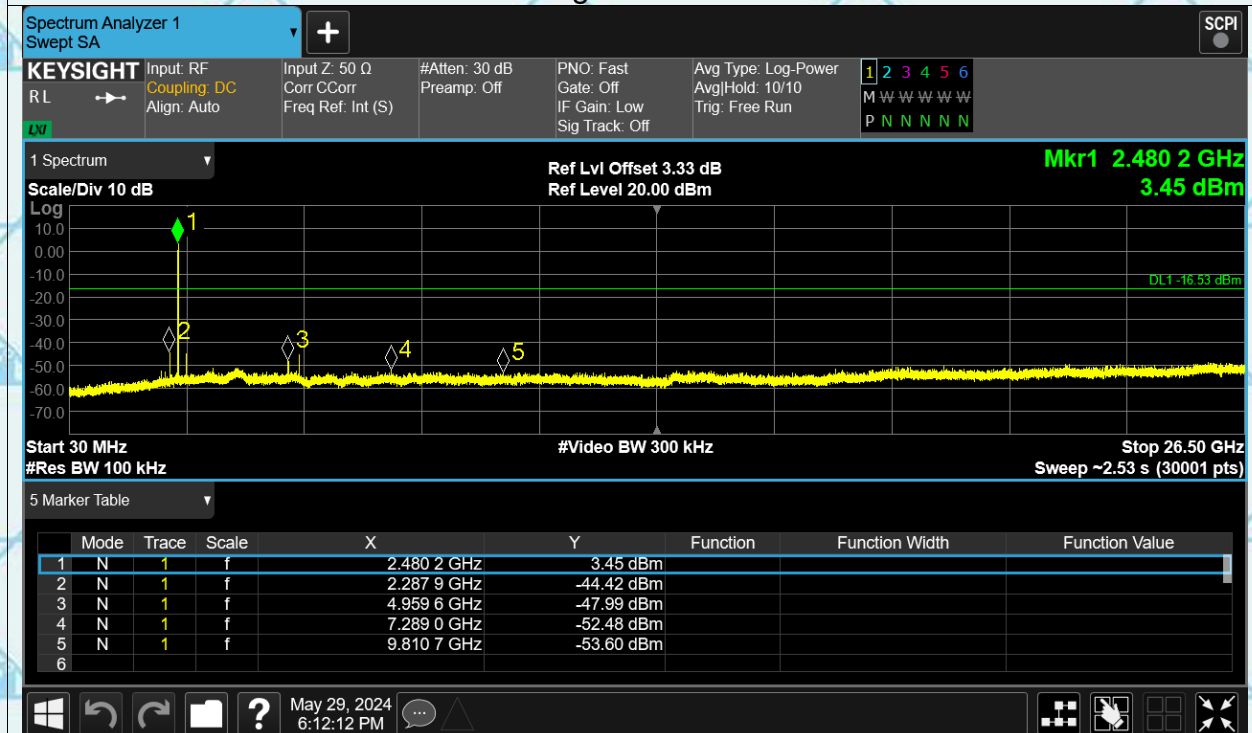 Spectrum Analyzer 1
Swept SA
+
SCPI
KEYSIGHT
RL
LXI
Input: RF
Coupling: DC
Align: Auto
Input Z: 50 Ω
Corr CCorr
Freq Ref: Int (S)
#Atten: 30 dB
Preamp: Off
PNO: Fast
Gate: Off
IF Gain: Low
Sig Track: Off
Avg Type: Log-Power
Avg|Hold: 10/10
Trig: Free Run
1 2 3 4 5 6
M W W W W W
P N N N N N
1 Spectrum
Scale/Div 10 dB
Ref Lvl Offset 3.33 dB
Ref Level 20.00 dBm
Mkr1 2.480 2 GHz
3.45 dBm
Log
10.0
0.00
-10.0
-20.0
-30.0
-40.0
-50.0
-60.0
-70.0
1
2
3
4
5
DL1 -16.53 dBm
Start 30 MHz
#Video BW 300 kHz
Stop 26.50 GHz
#Res BW 100 kHz
Sweep ~2.53 s (30001 pts)
5 Marker Table
Mode Trace Scale X Y Function Function Width Function Value
1 N 1 f 2.480 2 GHz 3.45 dBm
2 N 1 f 2.287 9 GHz -44.42 dBm
3 N 1 f 4.959 6 GHz -47.99 dBm
4 N 1 f 7.289 0 GHz -52.48 dBm
5 N 1 f 9.810 7 GHz -53.60 dBm
6
?
May 29, 2024
6:12:12 PM